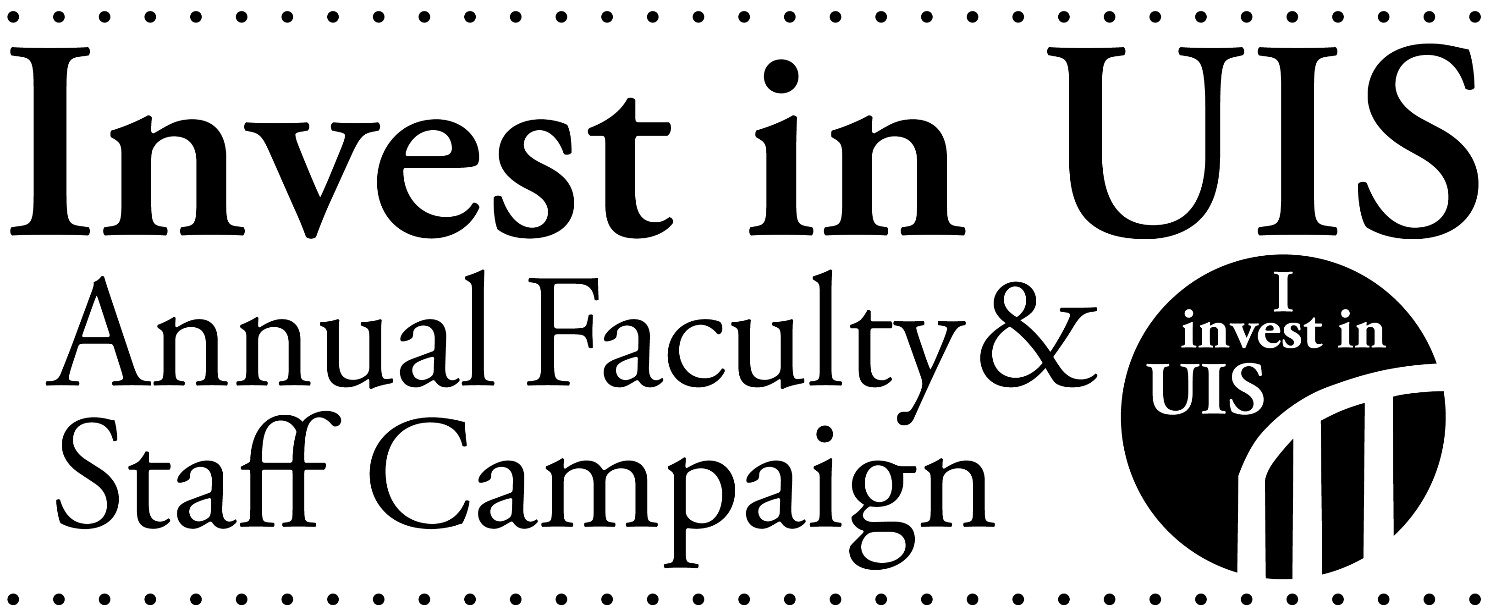 Invest in UIS
Annual Faculty &
Staff Campaign
I
invest in
UIS